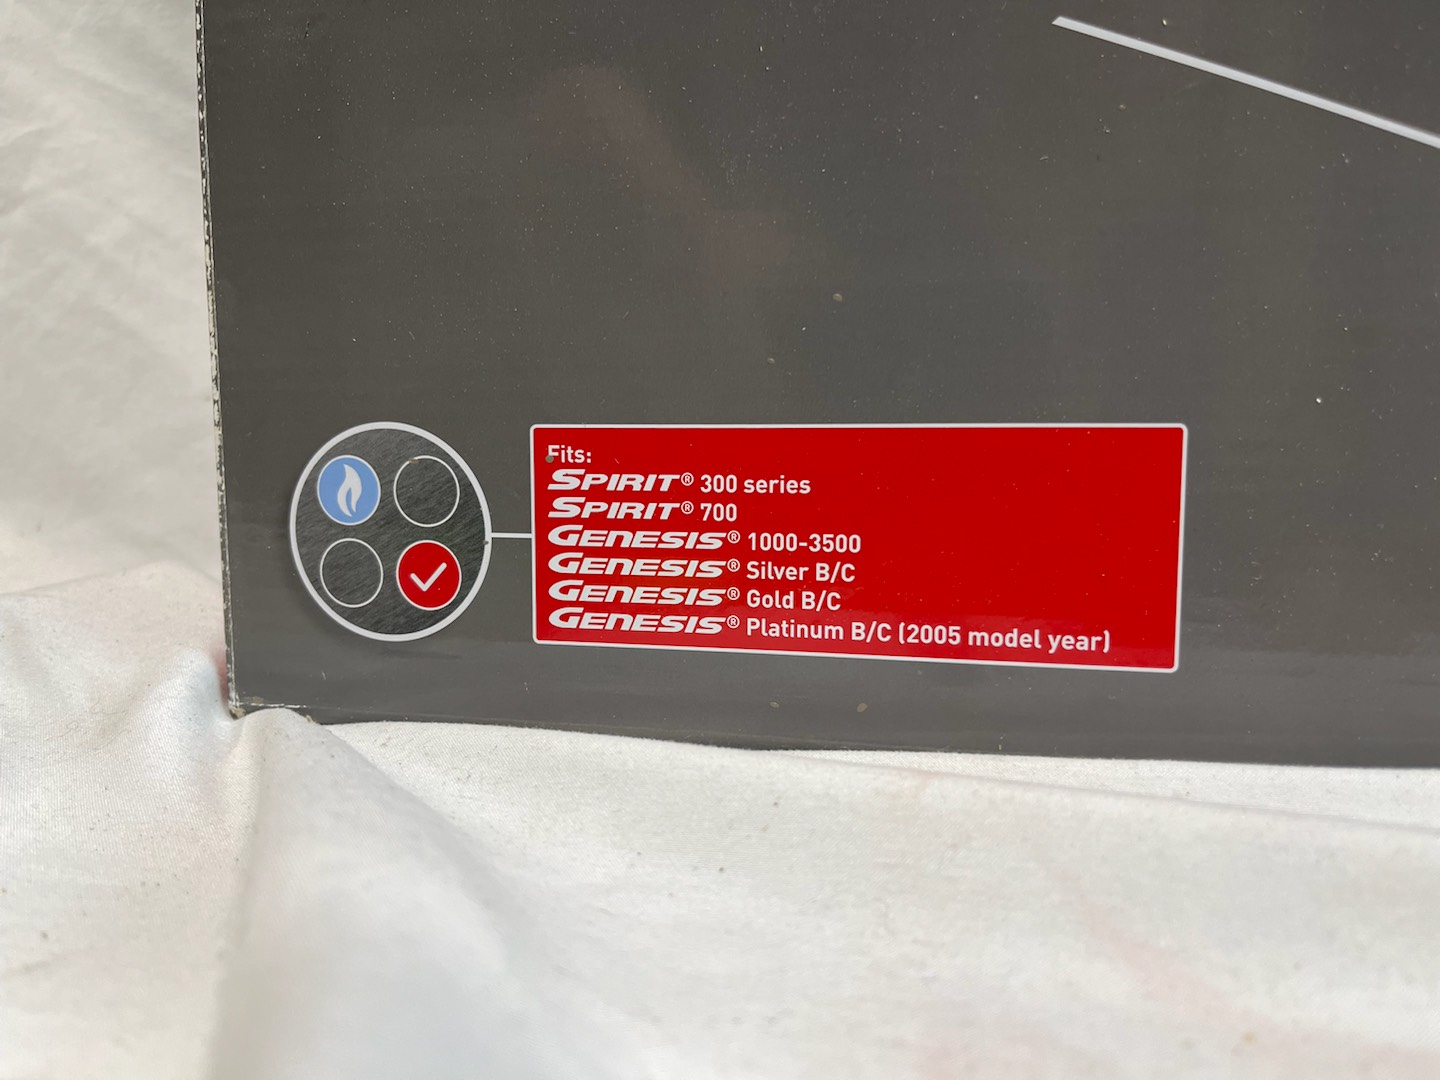 Fits:
SPIRIT® 300 series
SPIRIT® 700
GENESIS® 1000-3500
GENESIS® Silver B/C
GENESIS® Gold B/C
GENESIS® Platinum B/C (2005 model year)